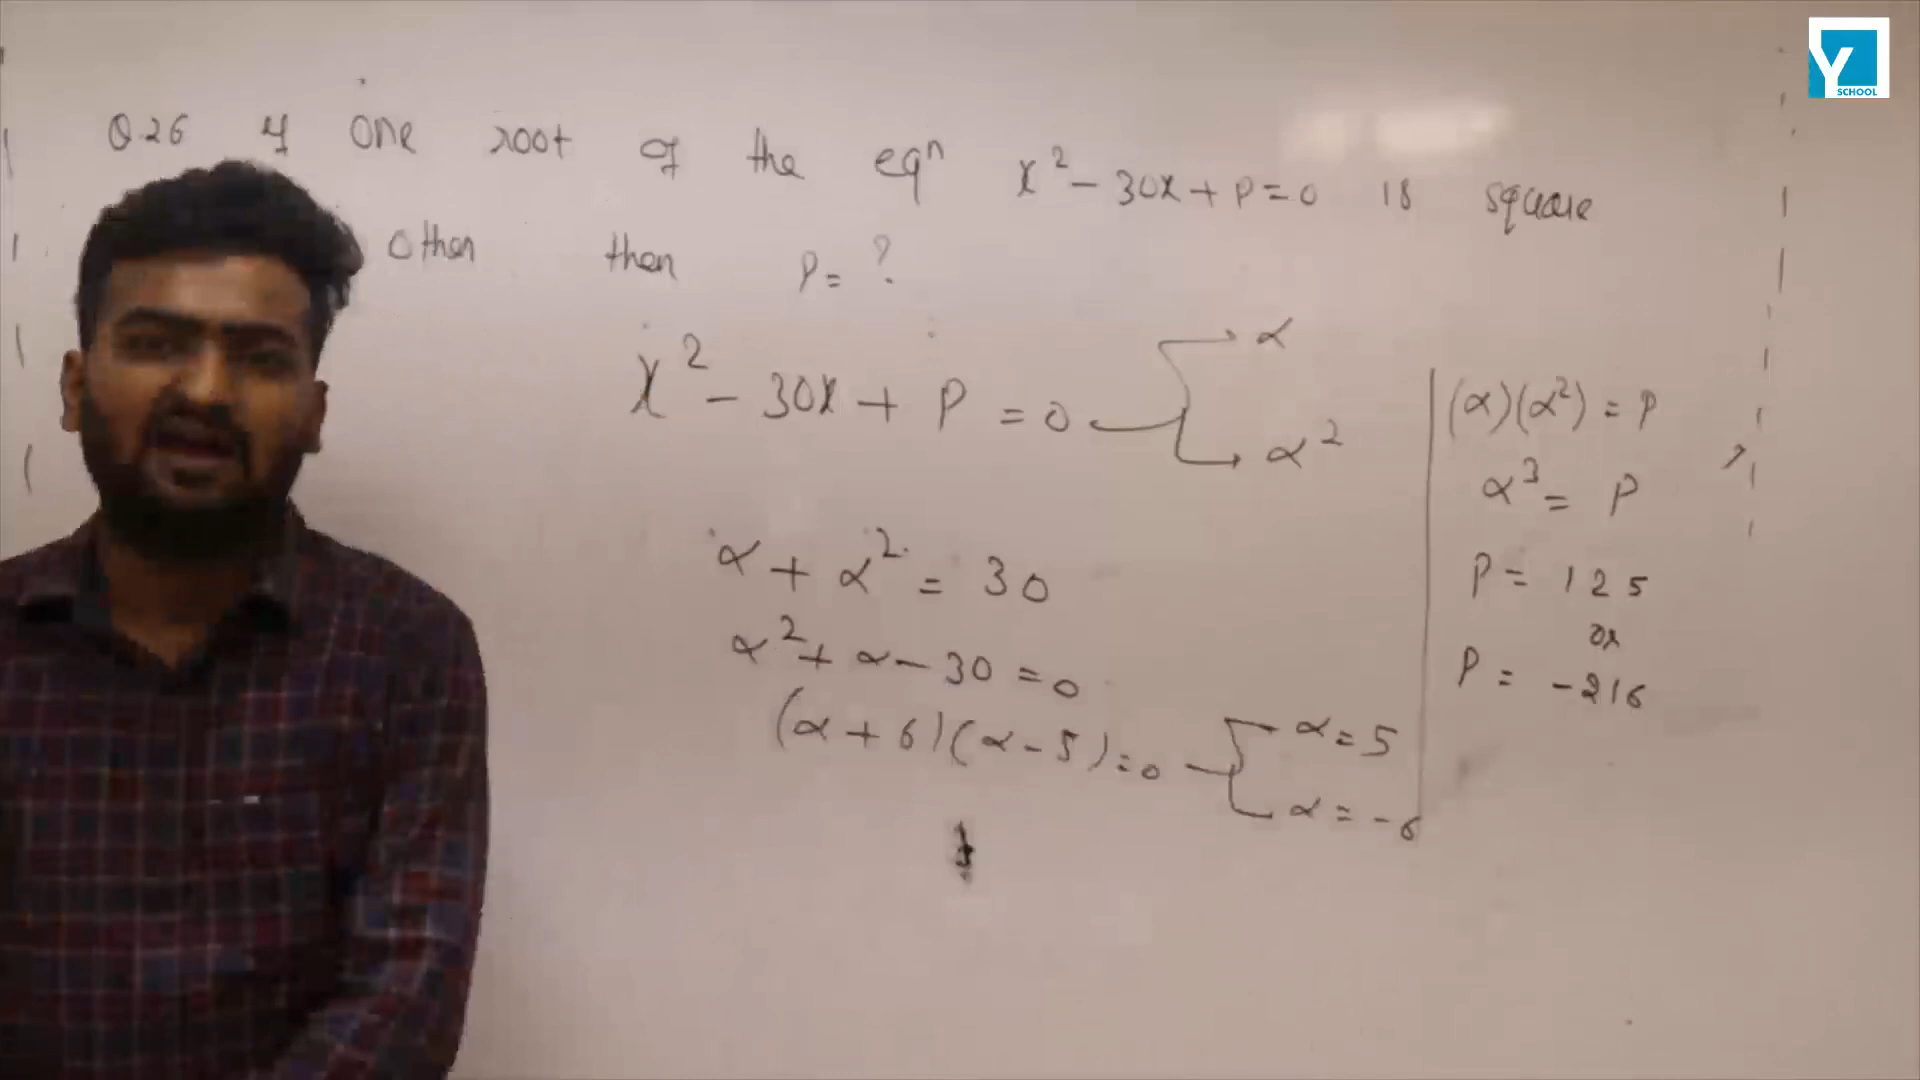 Q.26 If one root of the eqⁿ x² - 30x + P = 0 is square
other then P = ?
x² - 30x + P = 0
α
α²
α + α² = 30
α² + α - 30 = 0
(α + 6)(α - 5) = 0
α = 5
α = -6
(α)(α²) = P
α³ = P
P = 125
or
P = -216
Y SCHOOL